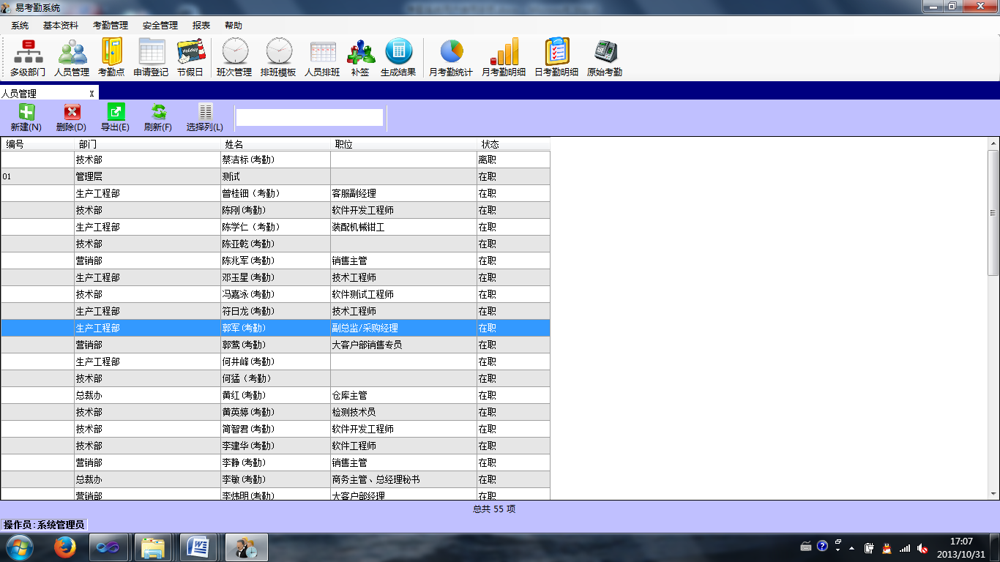 易考勤系统
系统 基本资料 考勤管理 安全管理 报表 帮助
Holiday
多级部门 人员管理 考勤点 申请登记 节假日 班次管理 排班模板 人员排班 补签 生成结果 月考勤统计 月考勤明细 日考勤明细 原始考勤
人员管理 x
新建(N) 删除(D) 导出(E) 刷新(F) 选择列(L)
编号 部门 姓名 职位 状态
技术部 蔡洁标(考勤) 离职
01 管理层 测试 在职
生产工程部 曾桂钿（考勤） 客服副经理 在职
技术部 陈刚(考勤) 软件开发工程师 在职
生产工程部 陈学仁（考勤） 装配机械钳工 在职
技术部 陈亚乾(考勤) 在职
营销部 陈兆军(考勤) 销售主管 在职
生产工程部 邓玉星(考勤) 技术工程师 在职
技术部 冯嘉泳(考勤) 软件测试工程师 在职
生产工程部 符日龙(考勤) 技术工程师 在职
生产工程部 郭军(考勤) 副总监/采购经理 在职
营销部 郭莺(考勤) 大客户部销售专员 在职
生产工程部 何井峰(考勤) 在职
技术部 何猛（考勤） 在职
总裁办 黄红(考勤) 仓库主管 在职
技术部 黄英婷(考勤) 检测技术员 在职
技术部 简智君(考勤) 软件开发工程师 在职
技术部 李建华(考勤) 软件工程师 在职
营销部 李静(考勤) 销售主管 在职
总裁办 李敏(考勤) 商务主管、总经理秘书 在职
营销部 李炜明(考勤) 大客户部经理 在职
总共 55 项
操作员:系统管理员
17:07
2013/10/31